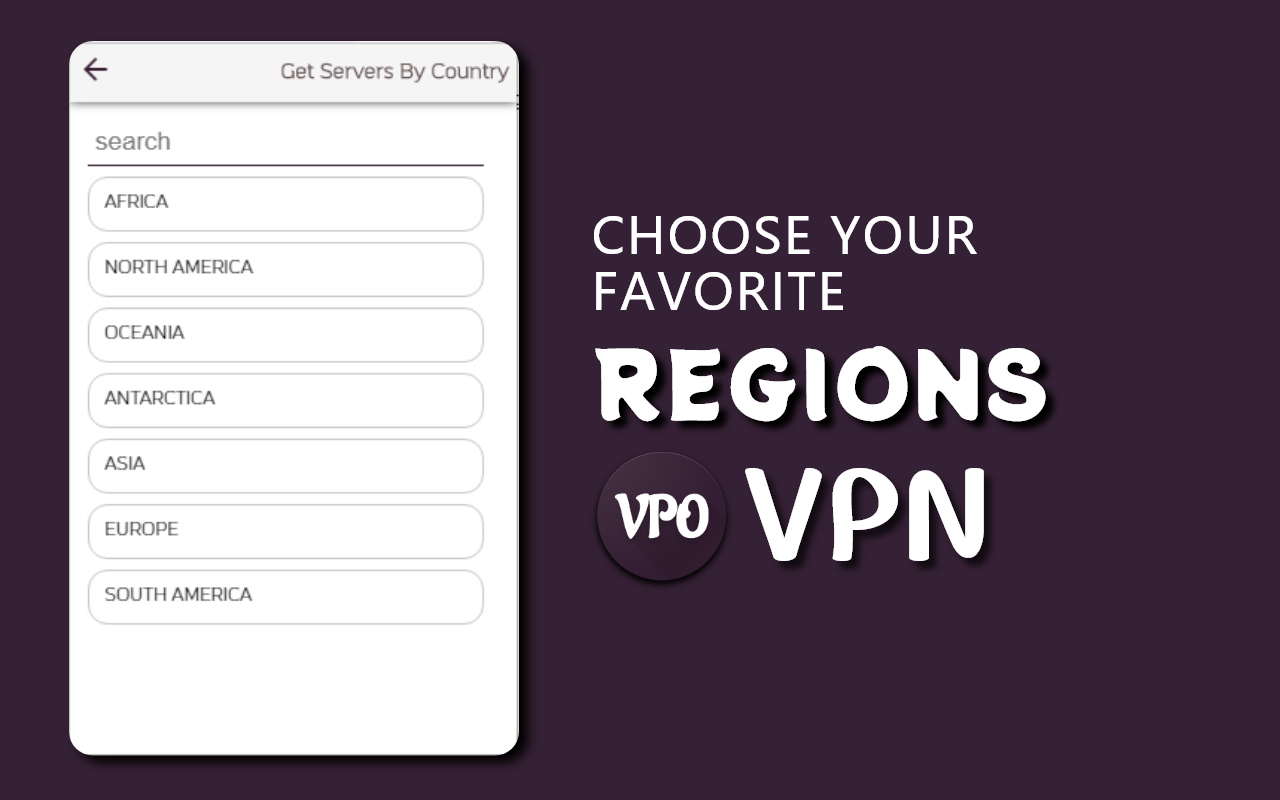 Get Servers By Country
search
AFRICA
NORTH AMERICA
OCEANIA
ANTARCTICA
ASIA
EUROPE
SOUTH AMERICA
CHOOSE YOUR
FAVORITE
REGIONS
VPO VPN